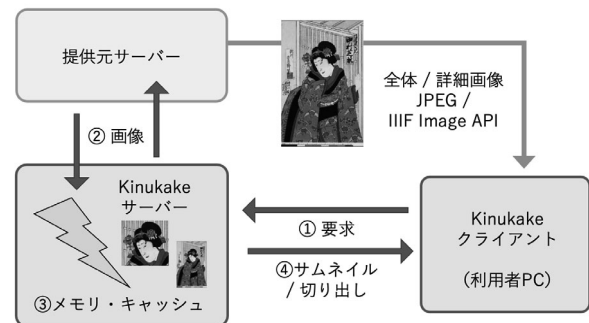 提供元サーバー
全体 / 詳細画像
JPEG /
IIIF Image API
② 画像
Kinukake
サーバー
③メモリ・キャッシュ
① 要求
④サムネイル
/ 切り出し
Kinukake
クライアント
(利用者PC)